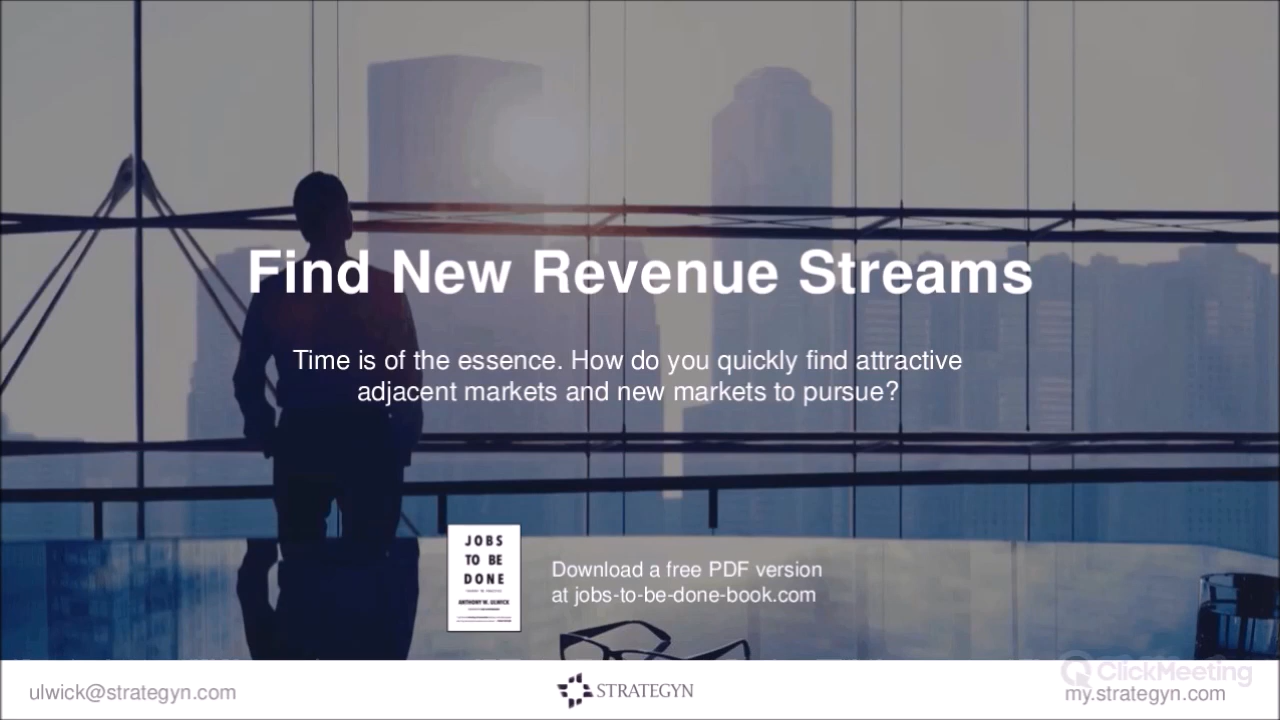 Find New Revenue Streams
Time is of the essence. How do you quickly find attractive
adjacent markets and new markets to pursue?
JOBS
TO BE
DONE
ANTHONY W. ULWICK
Download a free PDF version
at jobs-to-be-done-book.com
ulwick@strategyn.com
STRATEGYN
ClickMeeting
my.strategyn.com